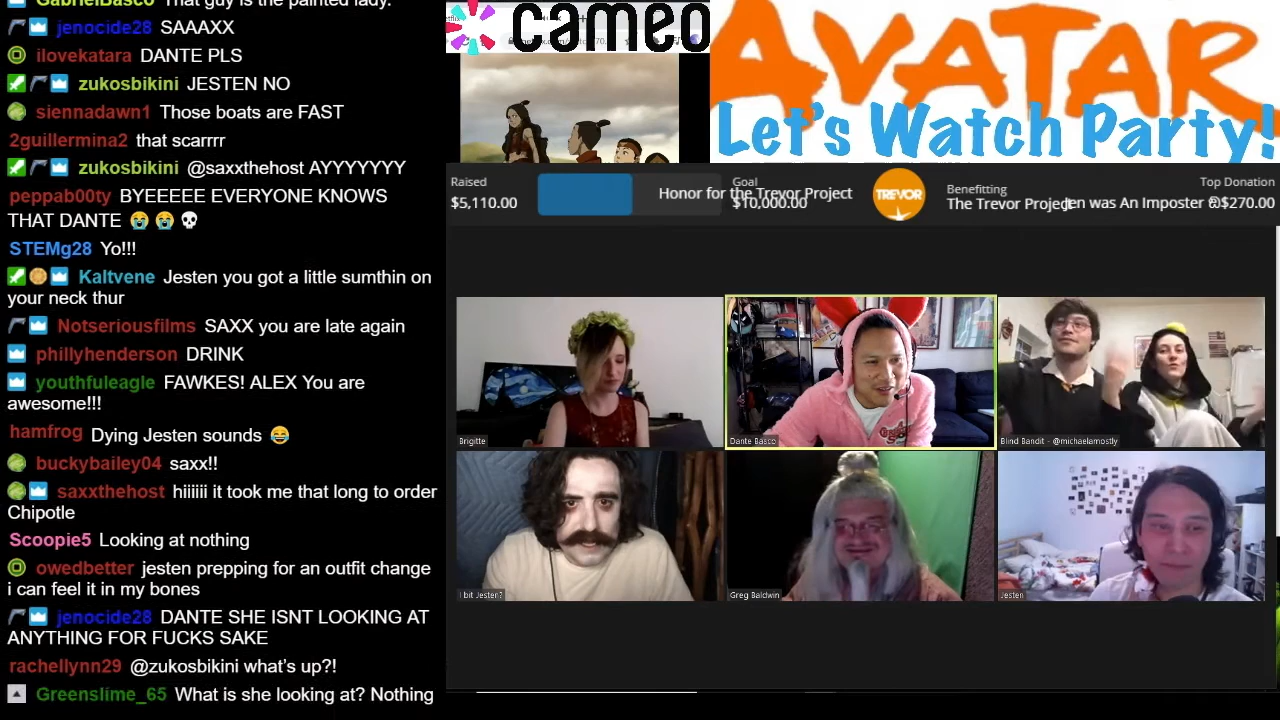 GabrielBasco That guy is the painted lady.
jenocide28 SAAAXX
ilovekatara DANTE PLS
zukosbikini JESTEN NO
siennadawn1 Those boats are FAST
2guillermina2 that scarrrr
zukosbikini @saxxthehost AYYYYYYY
peppab00ty BYEEEEE EVERYONE KNOWS
THAT DANTE 😭 😭 💀
STEMg28 Yo!!!
Kaltvene Jesten you got a little sumthin on
your neck thur
Notseriousfilms SAXX you are late again
phillyhenderson DRINK
youthfuleagle FAWKES! ALEX You are
awesome!!!
hamfrog Dying Jesten sounds 😂
buckybailey04 saxx!!
saxxthehost hiiiiii it took me that long to order
Chipotle
Scoopie5 Looking at nothing
owedbetter jesten prepping for an outfit change
i can feel it in my bones
jenocide28 DANTE SHE ISNT LOOKING AT
ANYTHING FOR FUCKS SAKE
rachellynn29 @zukosbikini what's up?!
Greenslime_65 What is she looking at? Nothing
cameo
AVATAR
Let's Watch Party!
Raised
$5,110.00
Honor for the Trevor Project
Goal
$10,000.00
TREVOR
Benefitting
The Trevor Project
Top Donation
Jen was An Imposter
$270.00
Brigitte
Dante Basco
Blind Bandit - @michaelamostly
I bit Jesten?
Greg Baldwin
Jesten